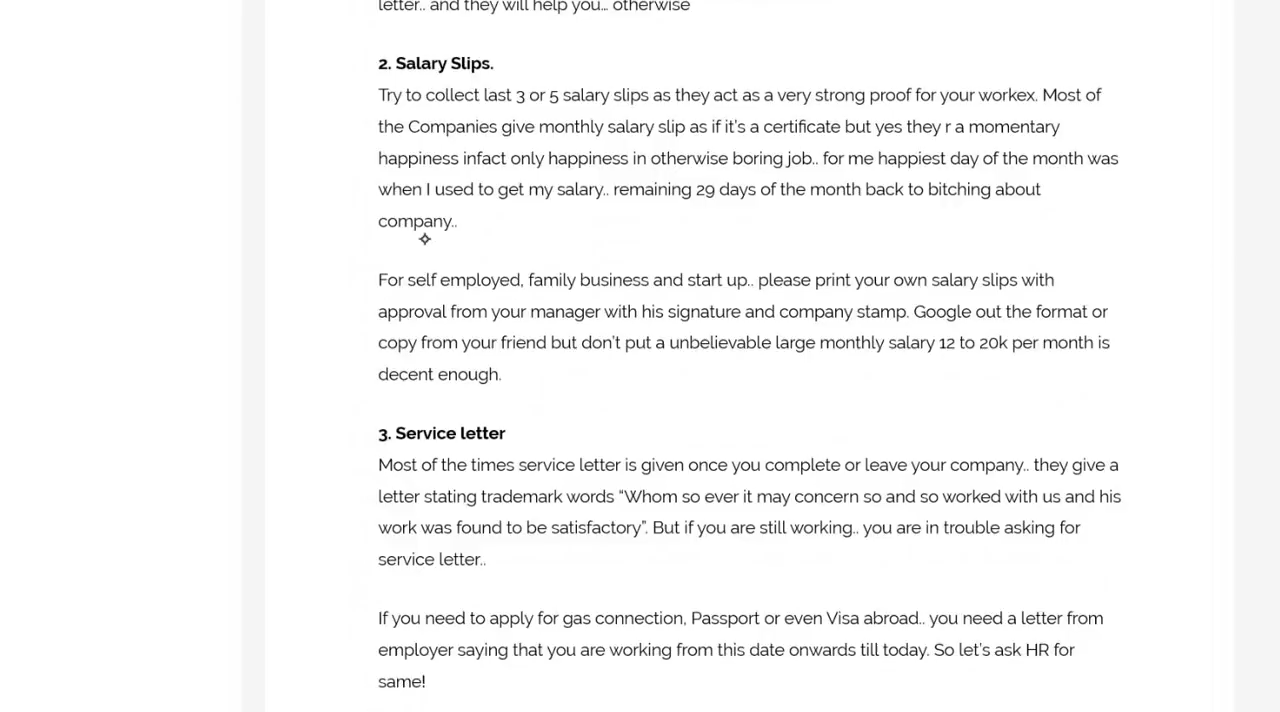 letter.. and they will help you... otherwise
2. Salary Slips.
Try to collect last 3 or 5 salary slips as they act as a very strong proof for your workex. Most of
the Companies give monthly salary slip as if it's a certificate but yes they r a momentary
happiness infact only happiness in otherwise boring job.. for me happiest day of the month was
when I used to get my salary.. remaining 29 days of the month back to bitching about
company..
For self employed, family business and start up.. please print your own salary slips with
approval from your manager with his signature and company stamp. Google out the format or
copy from your friend but don't put a unbelievable large monthly salary 12 to 20k per month is
decent enough.
3. Service letter
Most of the times service letter is given once you complete or leave your company.. they give a
letter stating trademark words “Whom so ever it may concern so and so worked with us and his
work was found to be satisfactory”. But if you are still working.. you are in trouble asking for
service letter..
If you need to apply for gas connection, Passport or even Visa abroad.. you need a letter from
employer saying that you are working from this date onwards till today. So let's ask HR for
same!